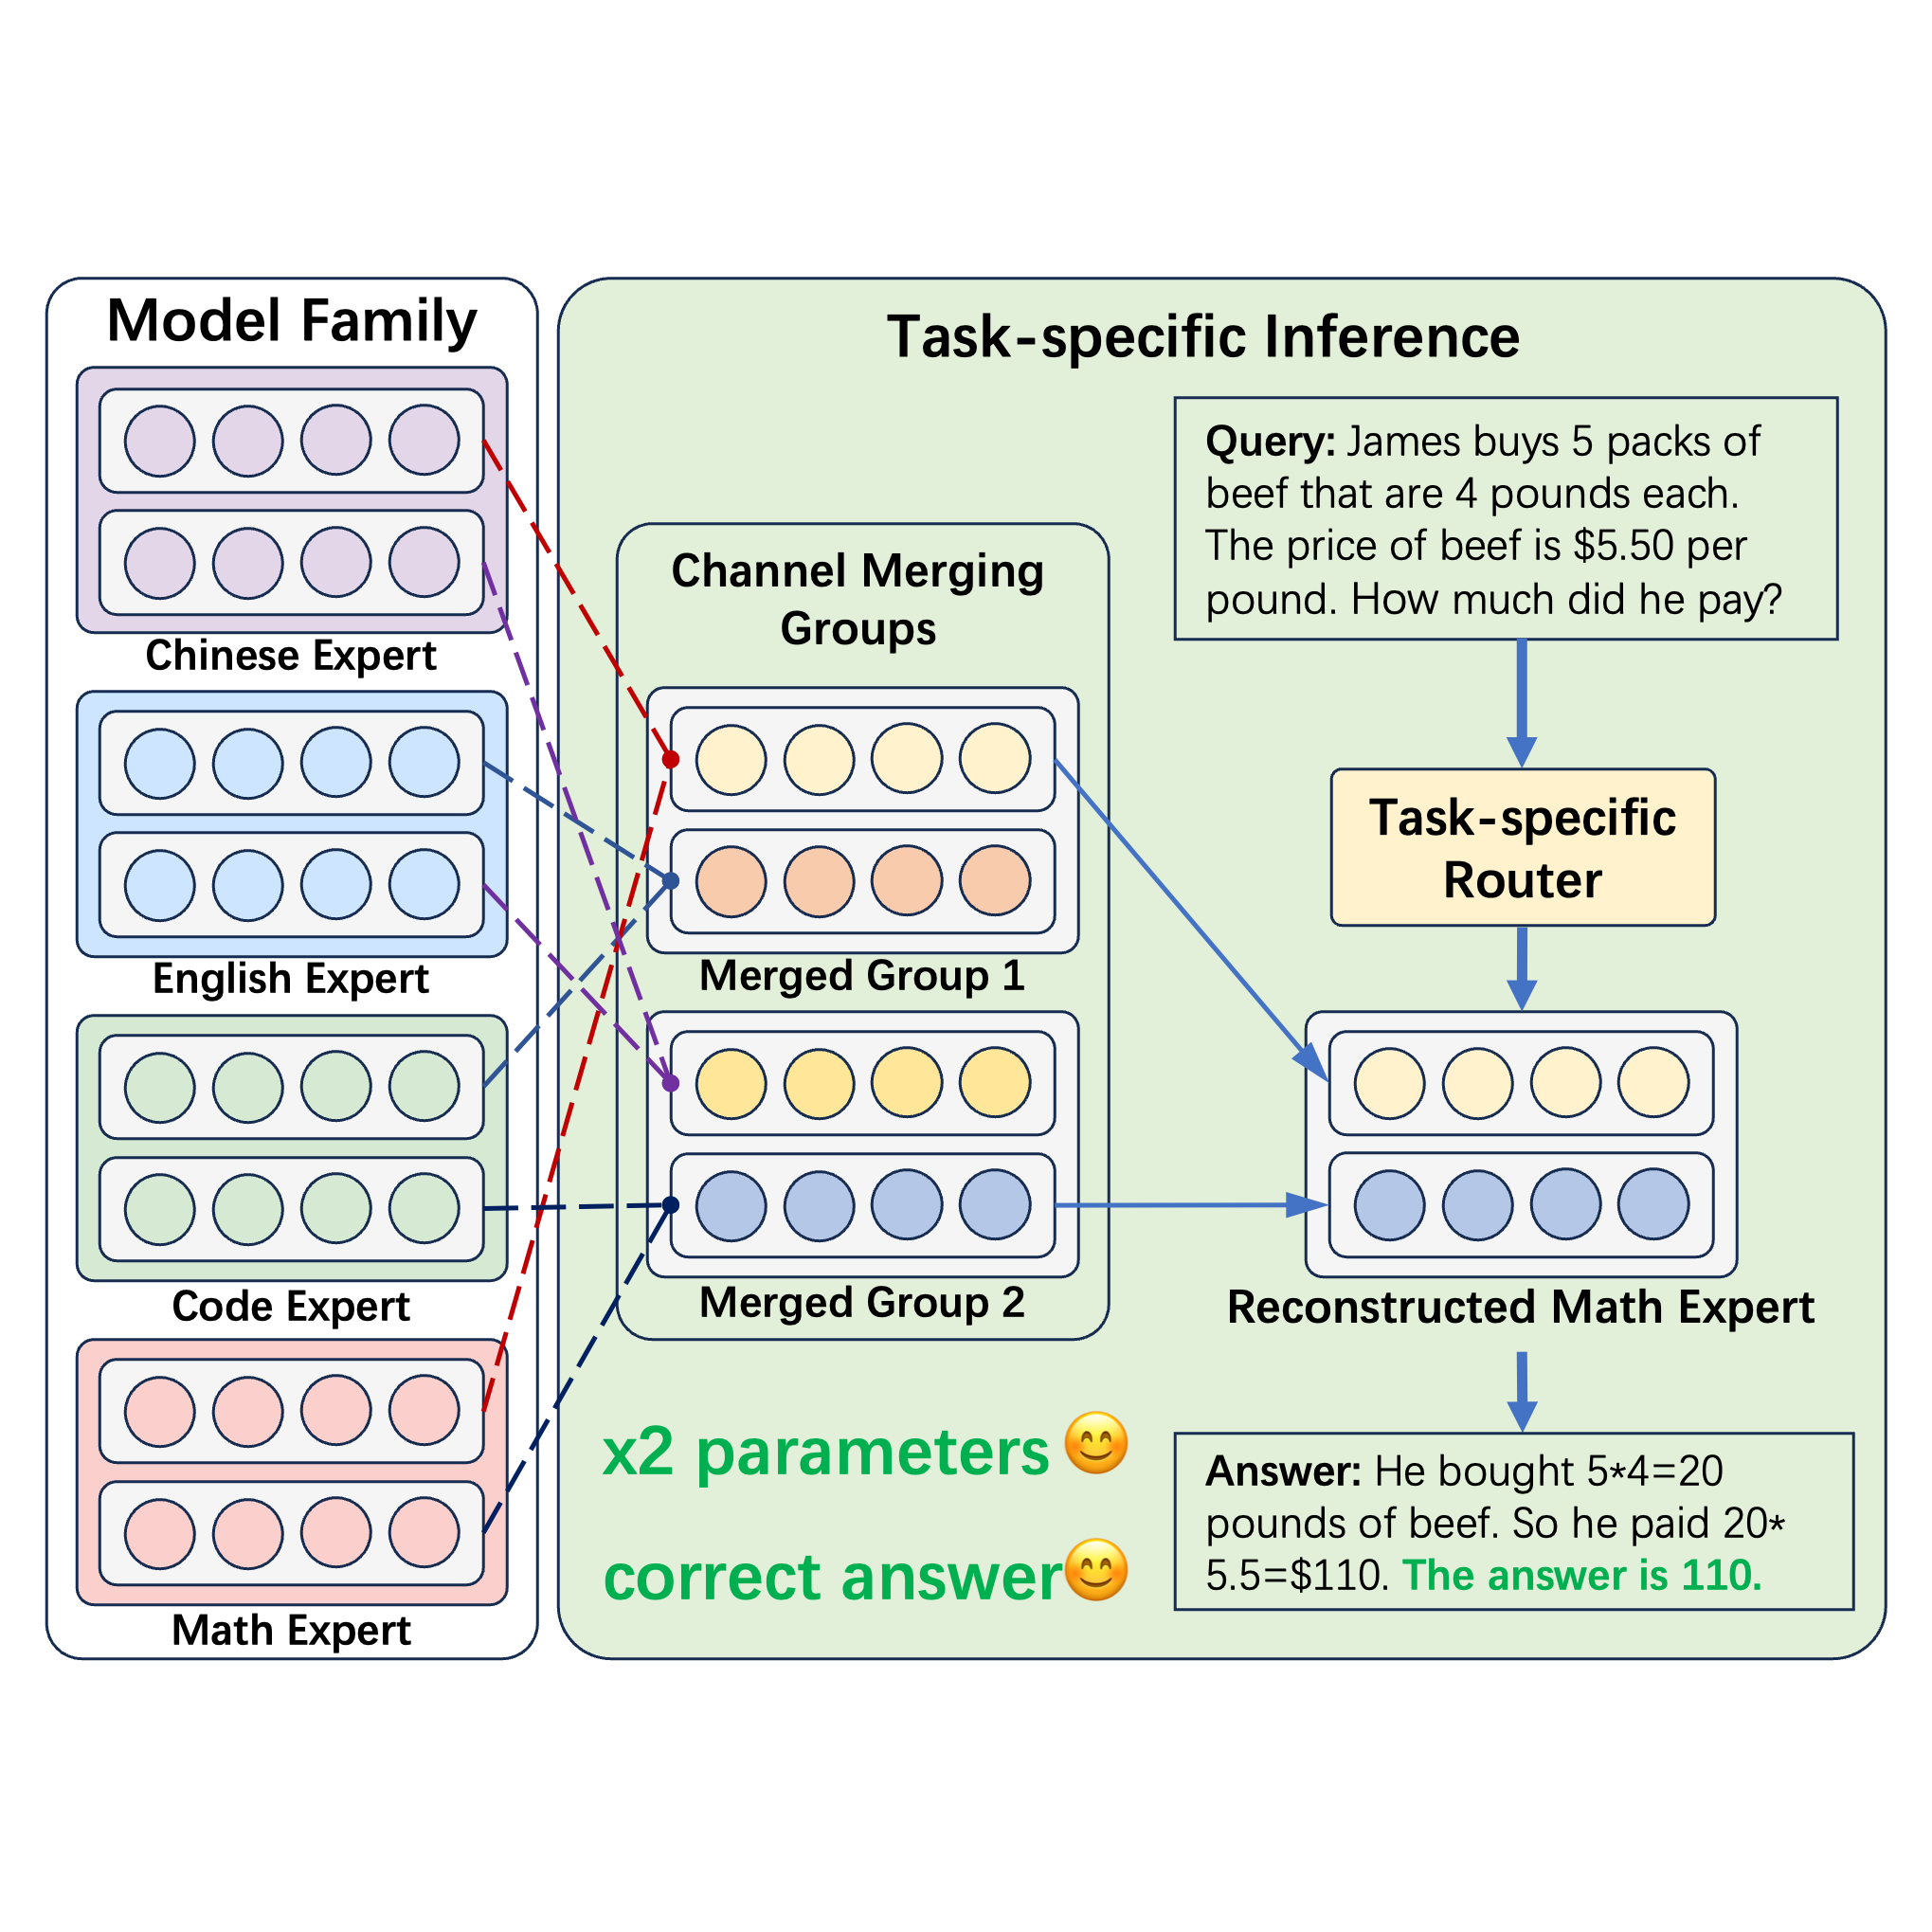 Model Family
Chinese Expert
English Expert
Code Expert
Math Expert
Task-specific Inference
Channel Merging
Groups
Merged Group 1
Merged Group 2
x2 parameters 😊
correct answer😊
Query: James buys 5 packs of
beef that are 4 pounds each.
The price of beef is $5.50 per
pound. How much did he pay?
Task-specific
Router
Reconstructed Math Expert
Answer: He bought 5*4=20
pounds of beef. So he paid 20*
5.5=$110. The answer is 110.